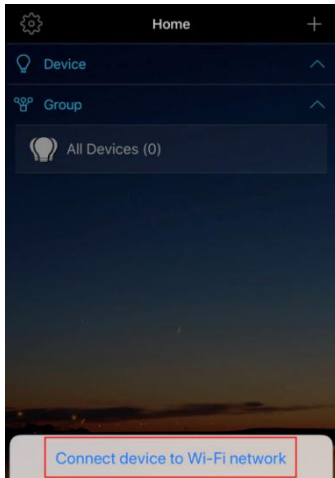 Home
Device
Group
All Devices (0)
Connect device to Wi-Fi network